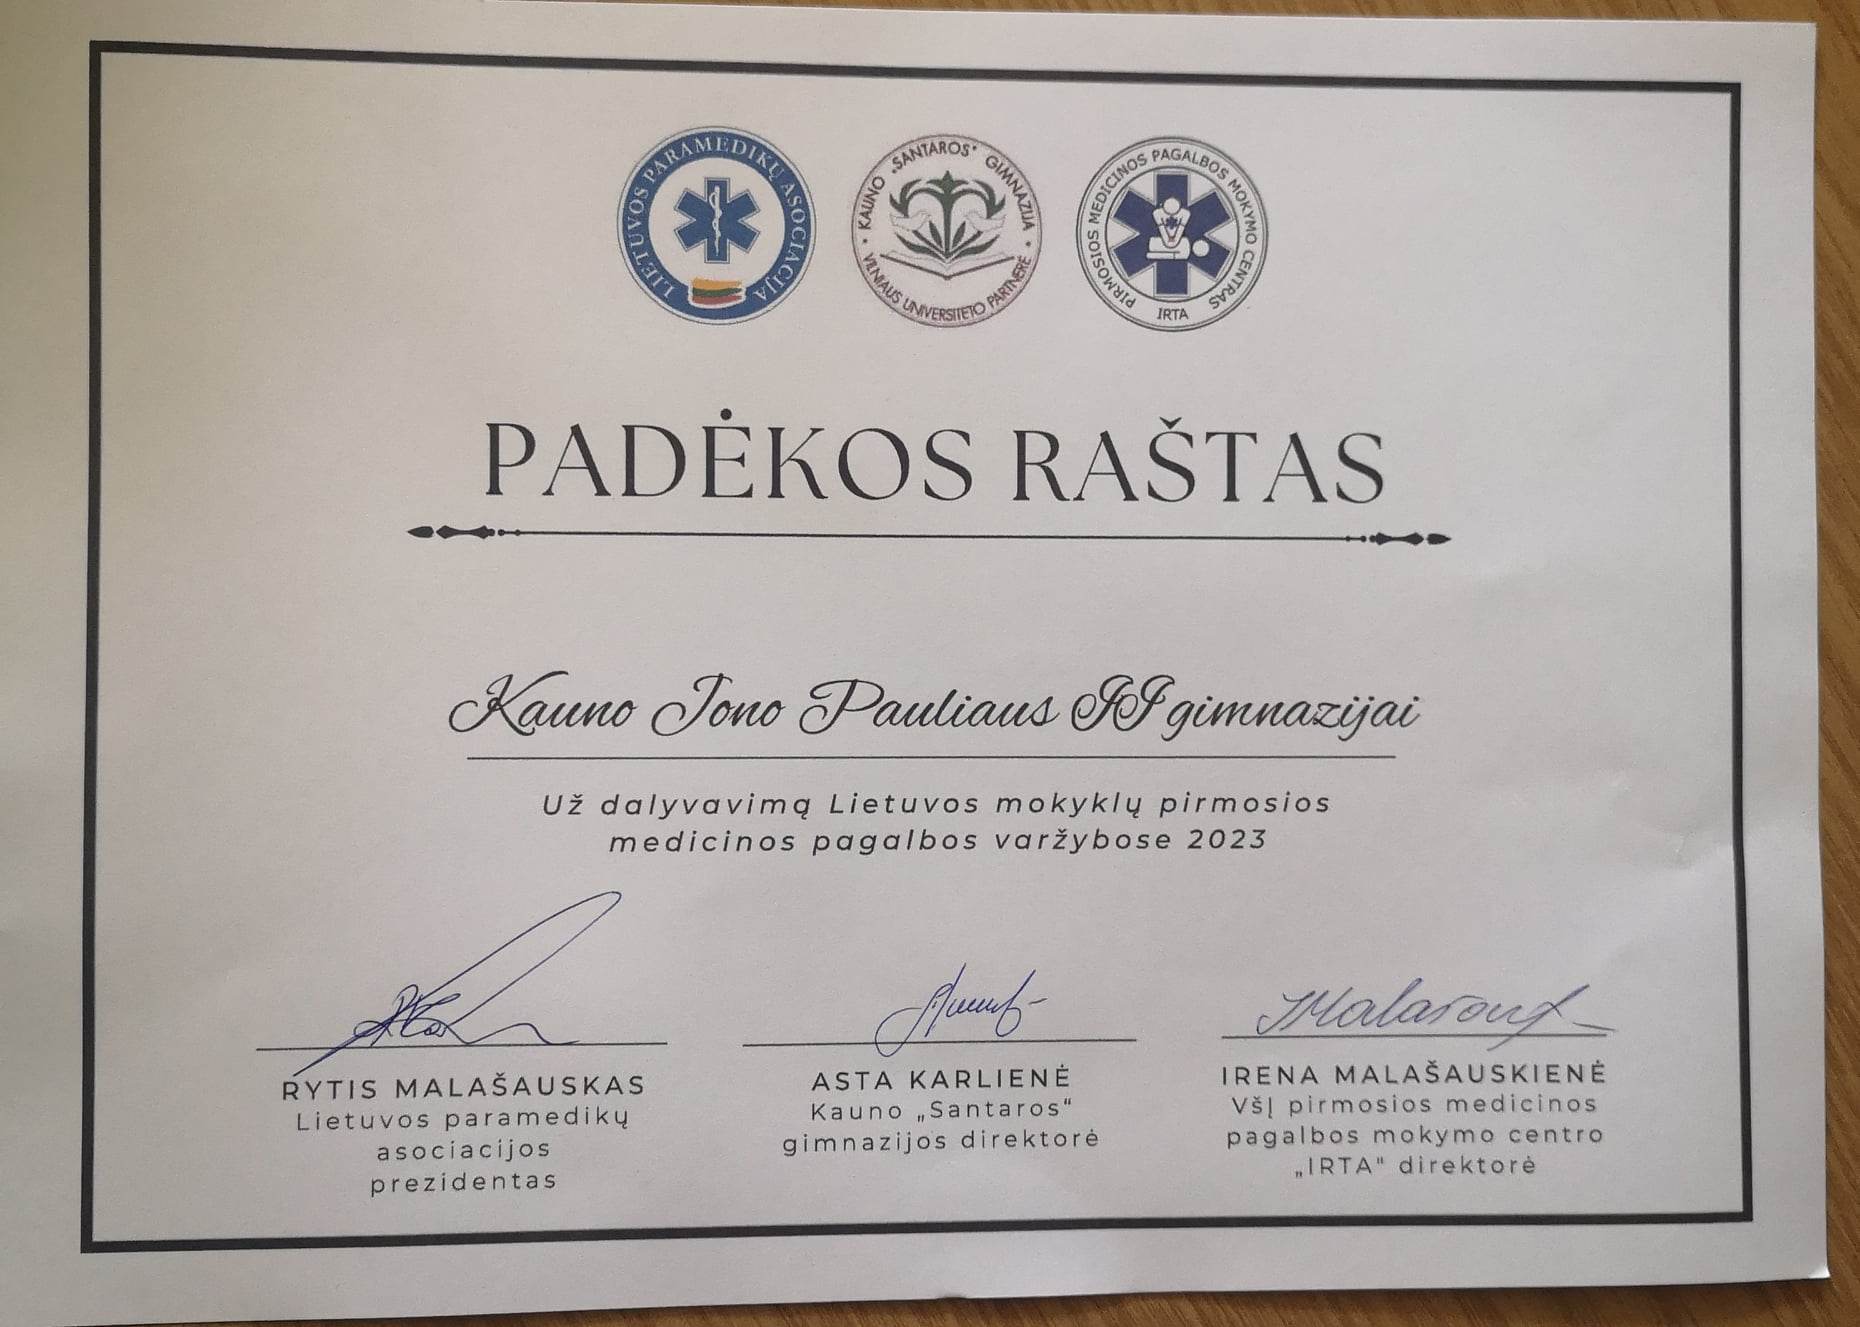 LIETUVOS PARAMEDIKŲ ASOCIACIJA
KAUNO „SANTAROS" GIMNAZIJA
VILNIAUS UNIVERSITETO PARTNERĖ
PIRMOSIOS MEDICINOS PAGALBOS MOKYMO CENTRAS
IRTA
PADĖKOS RAŠTAS
Kauno Jono Pauliaus II gimnazijai
Už dalyvavimą Lietuvos mokyklų pirmosios
medicinos pagalbos varžybose 2023
RYTIS MALAŠAUSKAS
Lietuvos paramedikų
asociacijos
prezidentas
ASTA KARLIENĖ
Kauno „Santaros"
gimnazijos direktorė
IRENA MALAŠAUSKIENĖ
VšĮ pirmosios medicinos
pagalbos mokymo centro
„IRTA" direktorė